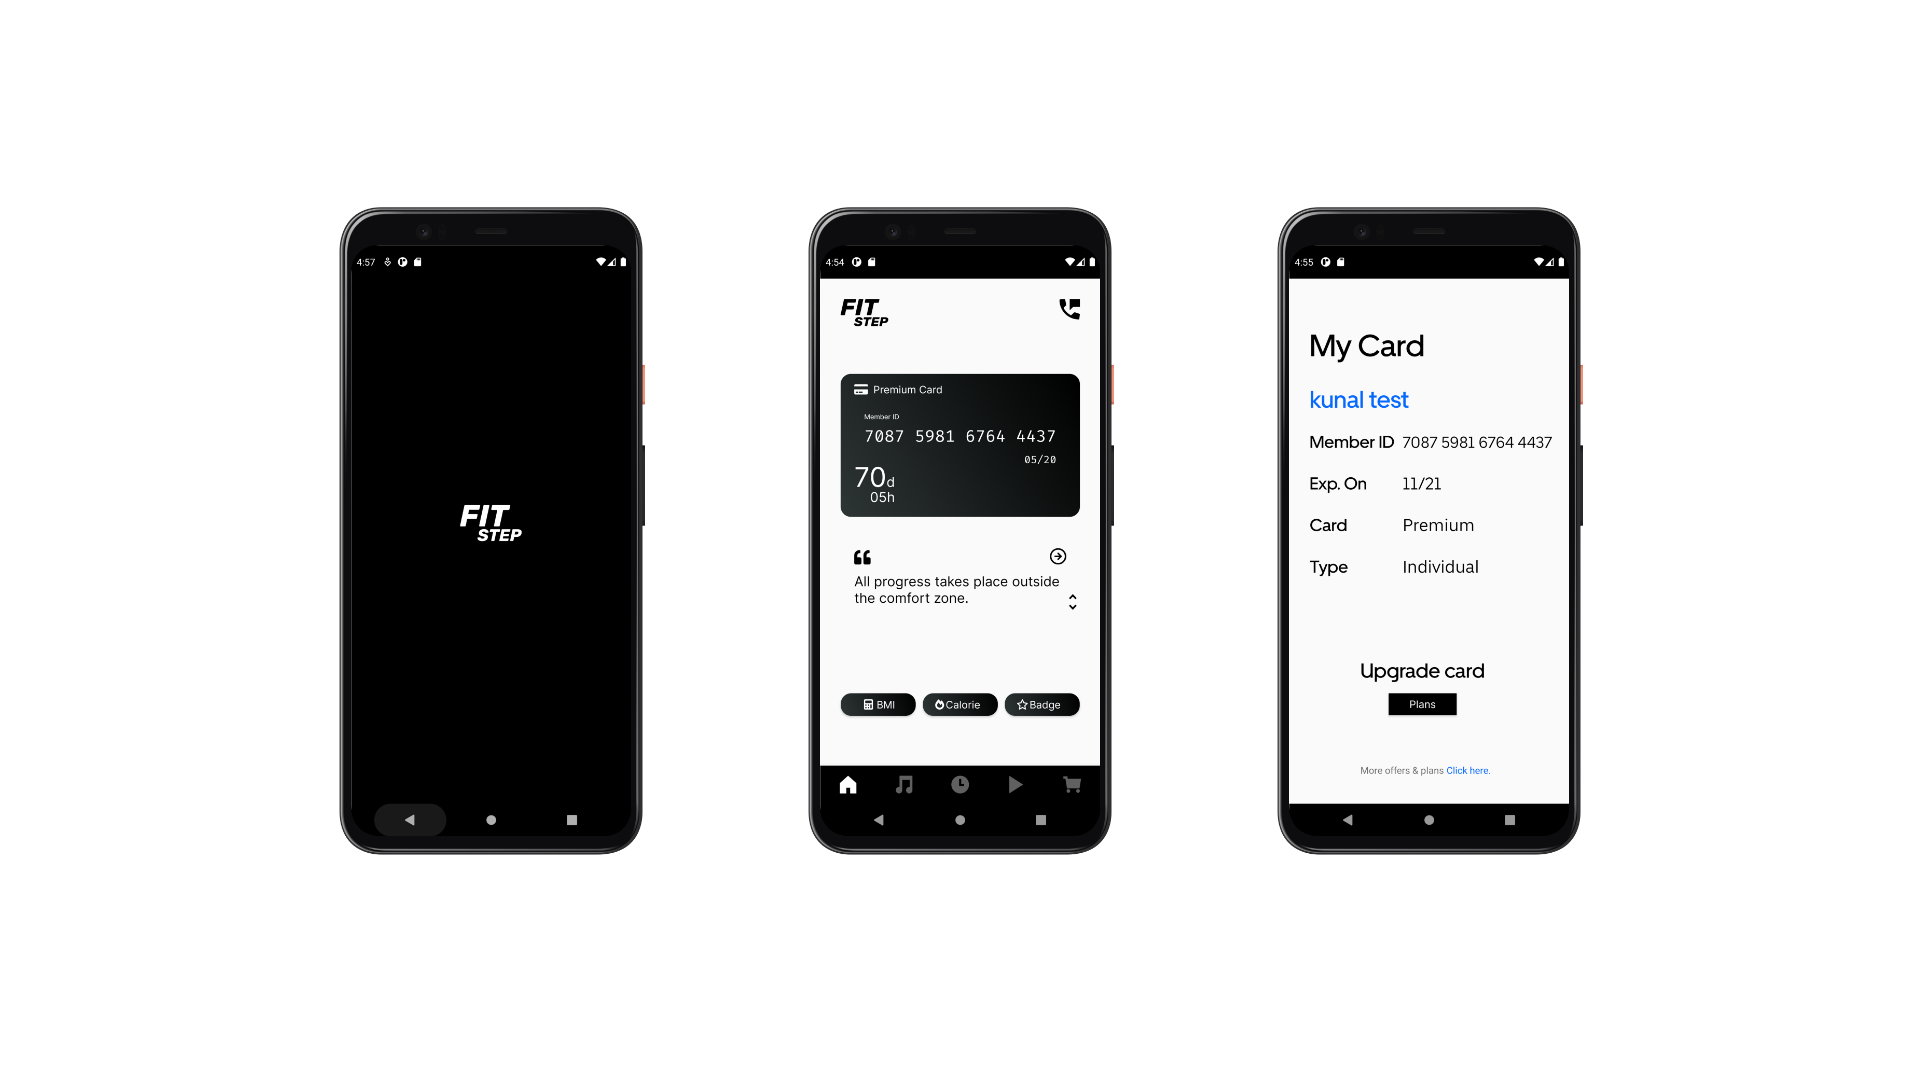 4:57
FIT
STEP
4:54
FIT
STEP
Premium Card
Member ID
7087 5981 6764 4437
05/20
70d
05h
All progress takes place outside
the comfort zone.
BMI
Calorie
Badge
4:55
My Card
kunal test
Member ID 7087 5981 6764 4437
Exp. On 11/21
Card Premium
Type Individual
Upgrade card
Plans
More offers & plans Click here.